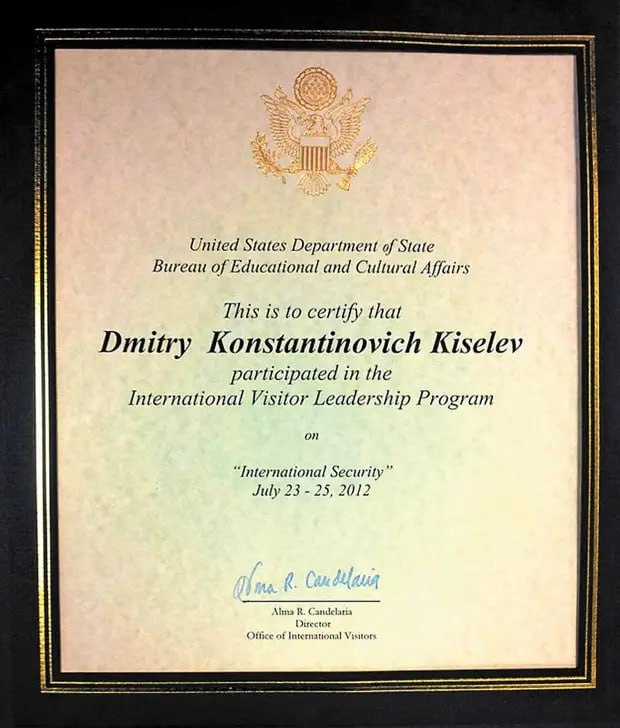 United States Department of State
Bureau of Educational and Cultural Affairs
This is to certify that
Dmitry Konstantinovich Kiselev
participated in the
International Visitor Leadership Program
on
“International Security”
July 23 - 25, 2012
Alma R. Candelaria
Alma R. Candelaria
Director
Office of International Visitors